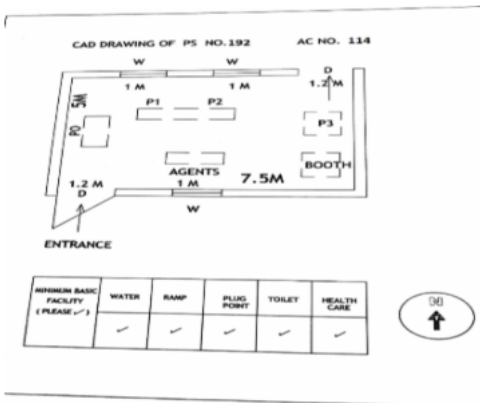 CAD DRAWING OF PS NO.192 AC NO. 114
W W D
1 M 1 M 1.2 M
5M
P1 P2
PO
P3
AGENTS
BOOTH
1.2 M 1 M 7.5M
D
W
ENTRANCE
MINIMUM BASIC FACILITY ( PLEASE ✓ ) WATER RAMP PLUG POINT TOILET HEALTH CARE
✓ ✓ ✓ ✓ ✓
N